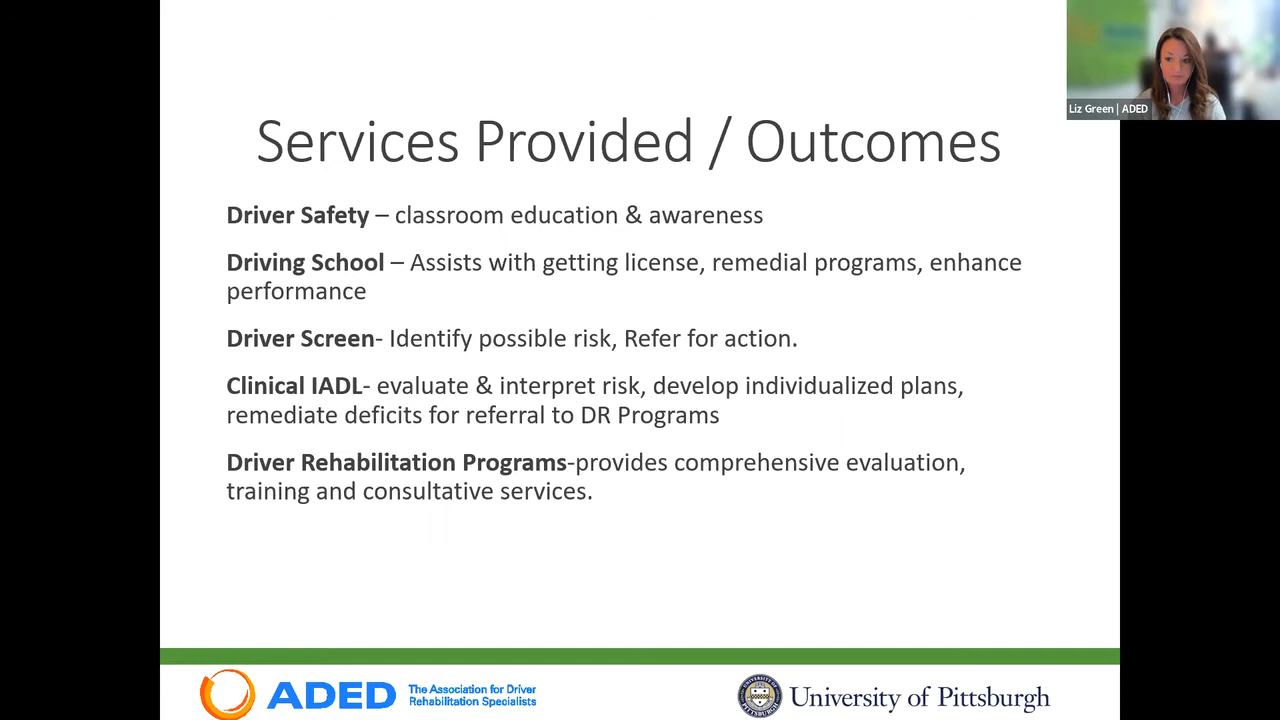 Liz Green | ADED
Services Provided / Outcomes
Driver Safety – classroom education & awareness
Driving School – Assists with getting license, remedial programs, enhance
performance
Driver Screen- Identify possible risk, Refer for action.
Clinical IADL- evaluate & interpret risk, develop individualized plans,
remediate deficits for referral to DR Programs
Driver Rehabilitation Programs-provides comprehensive evaluation,
training and consultative services.
ADED
The Association for Driver
Rehabilitation Specialists
University of Pittsburgh